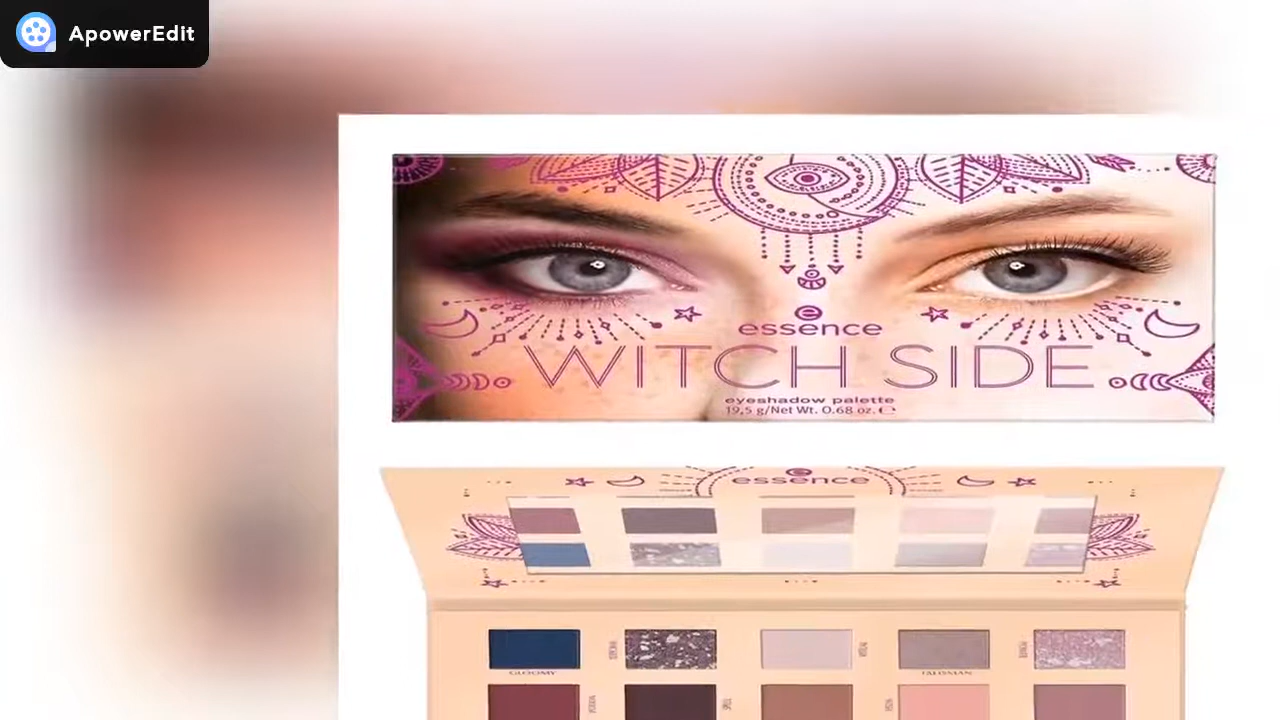 ApowerEdit
essence
WITCH SIDE
eyeshadow palette
19,5 g/Net Wt. 0.68 oz. e
essence
GLOOMY
TALISMAN